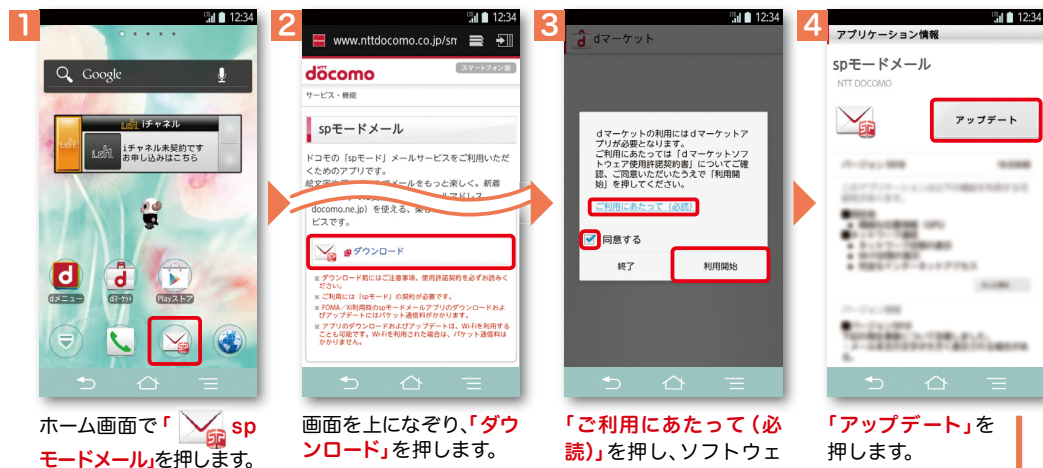 1
12:34
Google
iチャネル
iチャネル未契約です
お申し込みはこちら
dメニュー
dマーケット
Playストア
ホーム画面で「 sp
モードメール」を押します。
2
12:34
www.nttdocomo.co.jp/sm
NTT
döcomo
スマートフォン版
サービス・機能
spモードメール
ドコモの「spモード」メールサービスをご利用いただ
くためのアプリです。
メールをもっと楽しく。新着
docomo.ne.jp）を使える、
ビスです。
ダウンロード
※ ダウンロード前にはご注意事項、使用許諾契約を必ずお読みく
ださい。
※ ご利用には「spモード」の契約が必要です。
※ FOMA／Xi利用時のspモードメールアプリのダウンロードおよ
びアップデートにはパケット通信料がかかります。
※ アプリのダウンロードおよびアップデートは、Wi-Fiを利用する
ことも可能です。Wi-Fiを利用された場合は、パケット通信料は
かかりません。
画面を上になぞり、「ダウ
ンロード」を押します。
3
12:34
dマーケット
dマーケットの利用にはdマーケットア
プリが必要となります。
ご利用にあたっては「dマーケットソフ
トウェア使用許諾契約書」についてご確
認、ご同意いただいたうえで「利用開
始」を押してください。
ご利用にあたって（必読）
同意する
終了
利用開始
「ご利用にあたって（必
読）」を押し、ソフトウェ
4
12:34
アプリケーション情報
spモードメール
NTT DOCOMO
アップデート
「アップデート」を
押します。